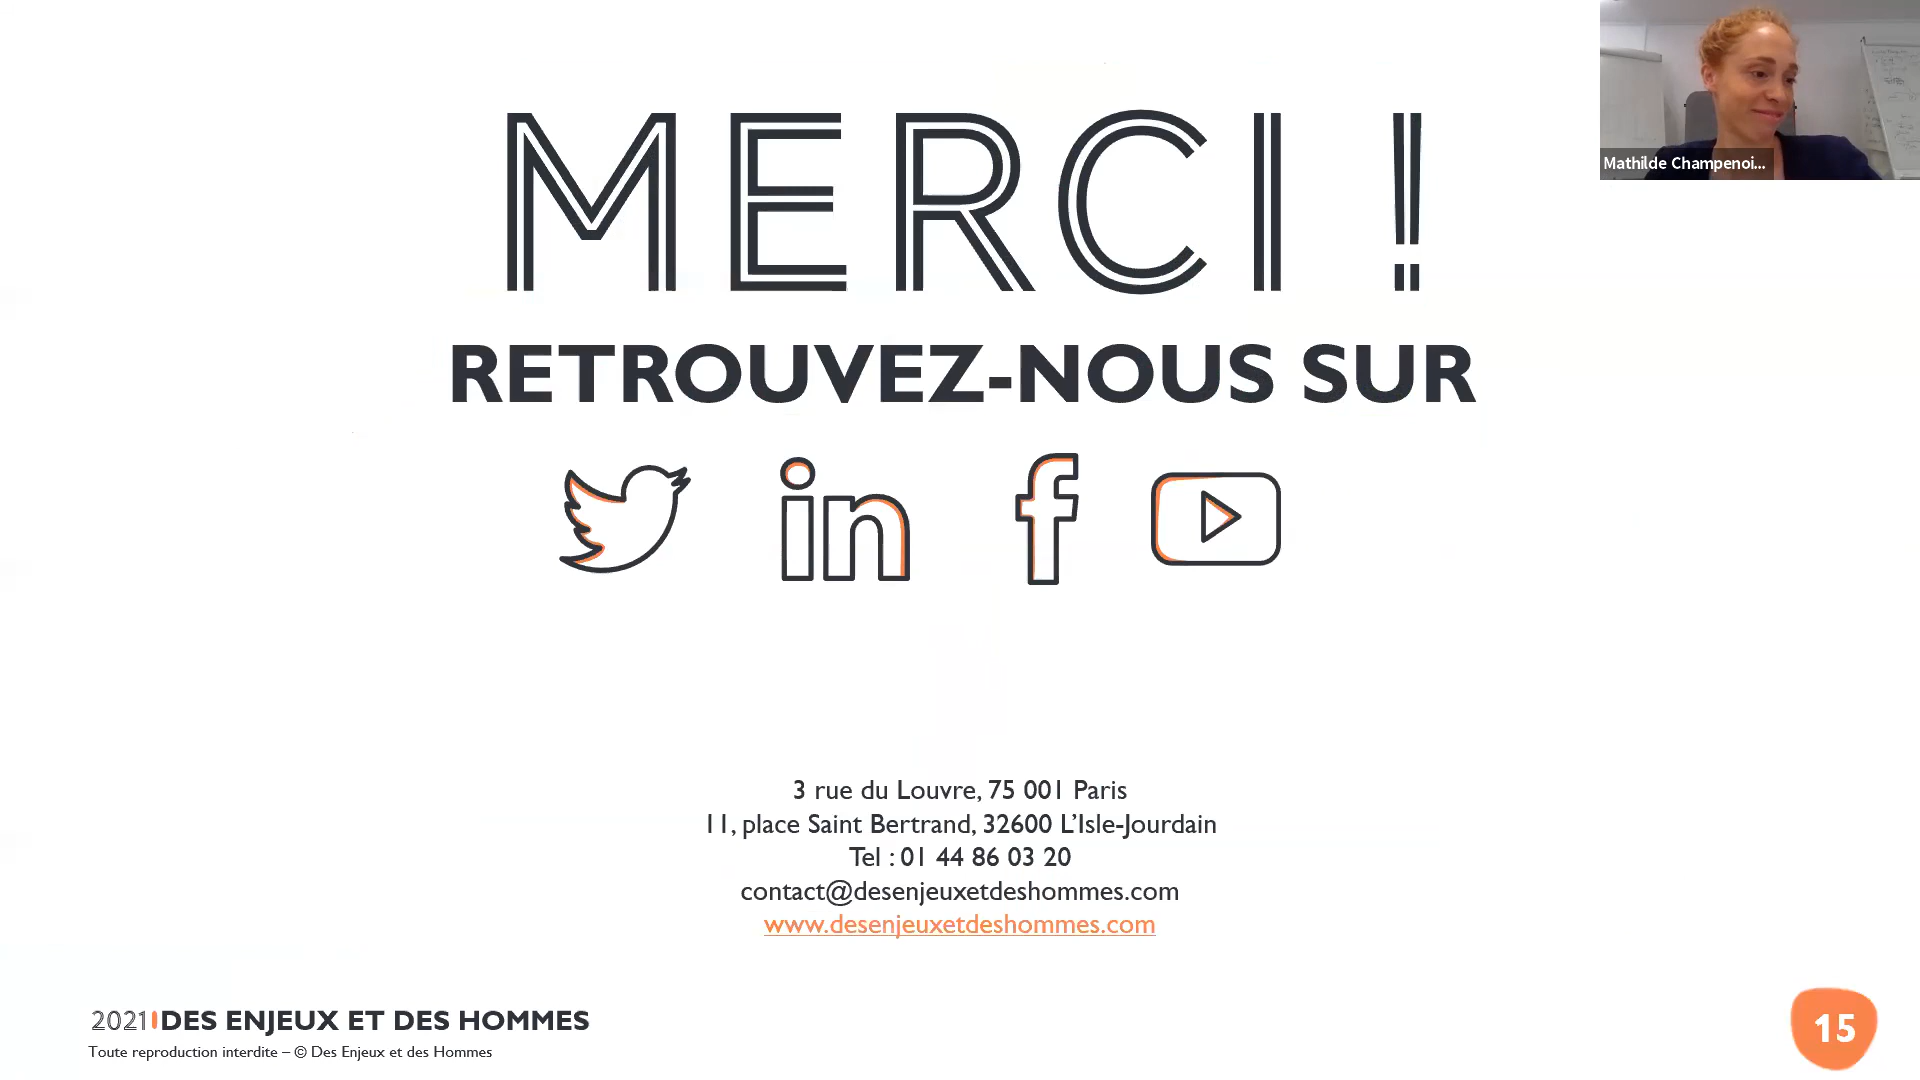 MERCI !
RETROUVEZ-NOUS SUR
3 rue du Louvre, 75 001 Paris
11, place Saint Bertrand, 32600 L’Isle-Jourdain
Tel : 01 44 86 03 20
contact@desenjeuxetdeshommes.com
www.desenjeuxetdeshommes.com
2021 DES ENJEUX ET DES HOMMES
Toute reproduction interdite – © Des Enjeux et des Hommes
15
Mathilde Champenoi...